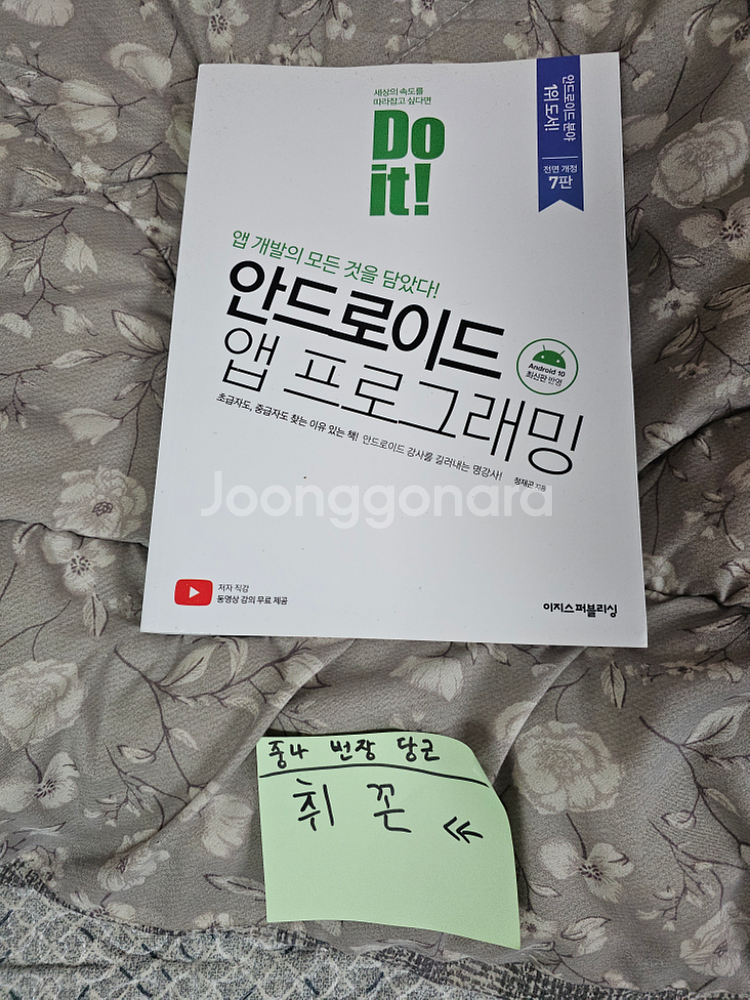 세상의 속도를
따라잡고 싶다면
Do
it!
안드로이드 분야
1위 도서!
전면 개정
7판
앱 개발의 모든 것을 담았다!
안드로이드
앱 프로그래밍
Android 10
최신판 반영
초급자도, 중급자도 찾는 이유 있는 책! 안드로이드 강사를 길러내는 명강사!
정재곤 지음
Joonggonara
저자 직강
동영상 강의 무료 제공
이지스퍼블리싱
중나 번장 당근
취 꼰 <<